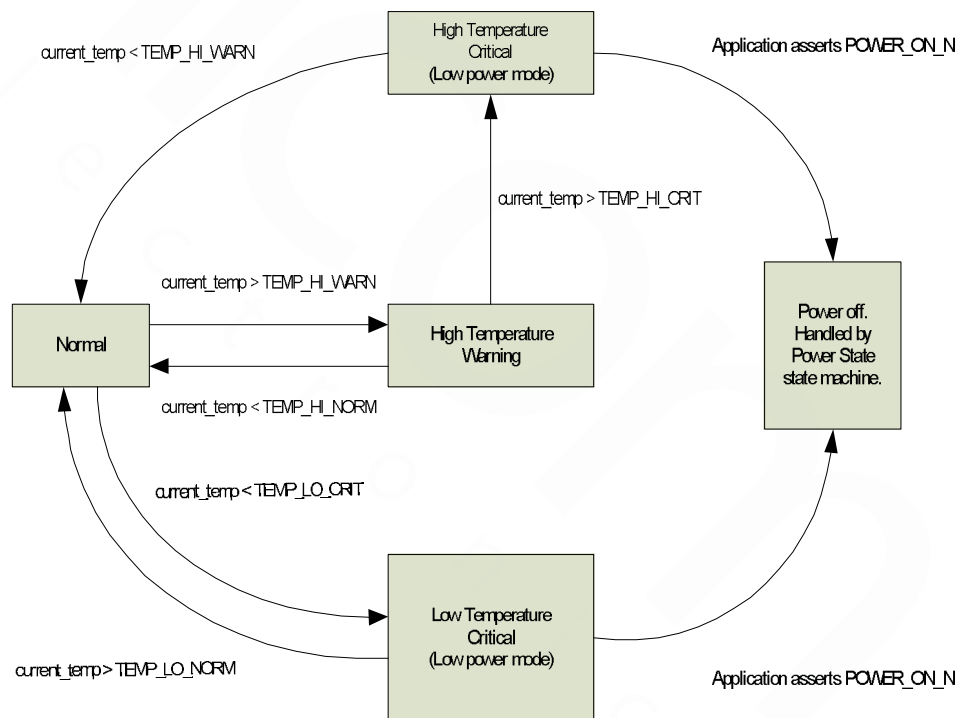 High Temperature
Critical
(Low power mode)
current_temp < TEMP_HI_WARN
Application asserts POWER_ON_N
current_temp > TEMP_HI_CRIT
current_temp > TEMP_HI_WARN
Normal
High Temperature
Warning
Power off.
Handled by
Power State
state machine.
current_temp < TEMP_HI_NORM
current_temp < TEMP_LO_CRIT
Low Temperature
Critical
(Low power mode)
current_temp > TEMP_LO_NORM
Application asserts POWER_ON_N